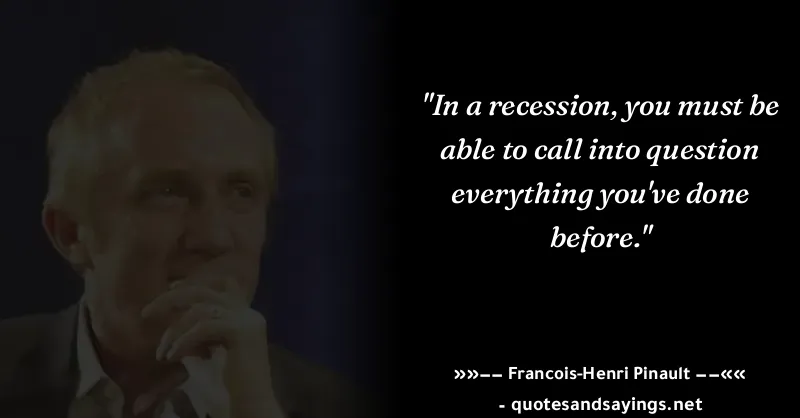 "In a recession, you must be
able to call into question
everything you've done
before."
»»–– Francois-Henri Pinault ––««
- quotesandsayings.net